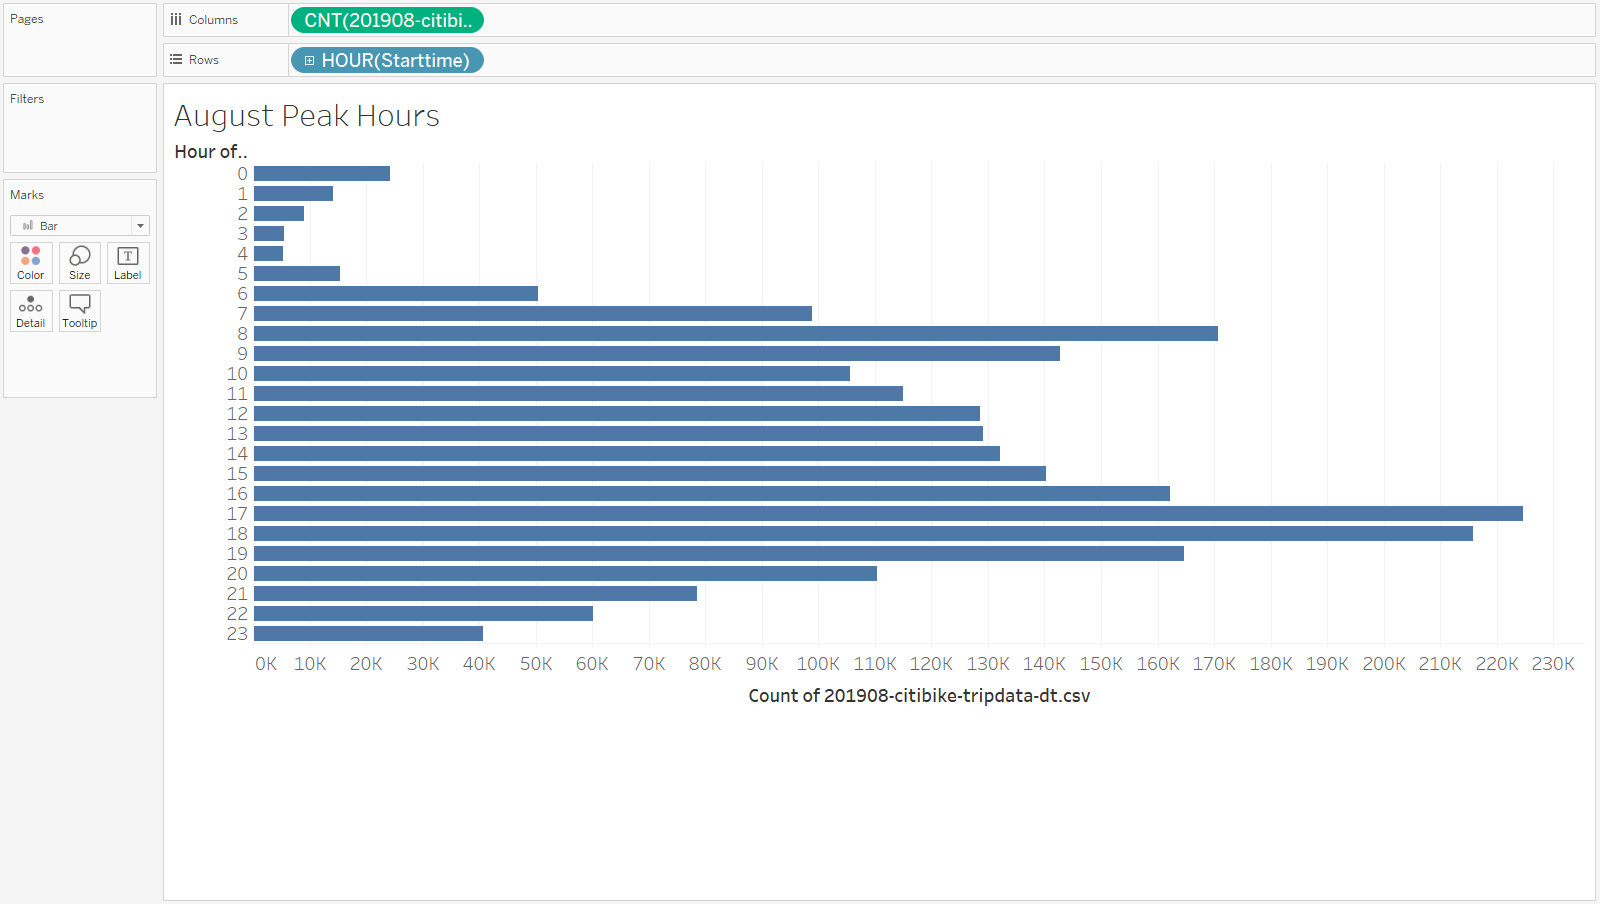 Pages
Columns
CNT(201908-citibi..
Rows
HOUR(Starttime)
Filters
Marks
Bar
Color
Size
Label
T
Detail
Tooltip
August Peak Hours
Hour of..
0
1
2
3
4
5
6
7
8
9
10
11
12
13
14
15
16
17
18
19
20
21
22
23
0K 10K 20K 30K 40K 50K 60K 70K 80K 90K 100K 110K 120K 130K 140K 150K 160K 170K 180K 190K 200K 210K 220K 230K
Count of 201908-citibike-tripdata-dt.csv